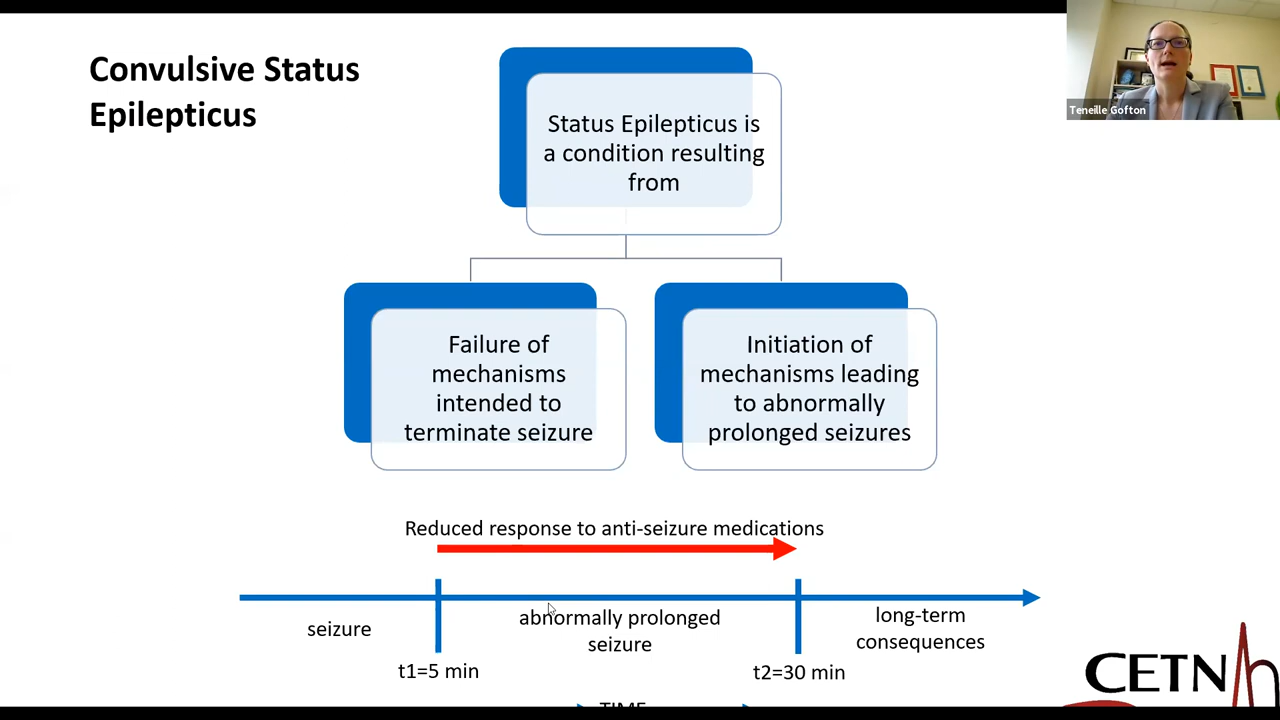 Convulsive Status
Epilepticus
Teneille Gofton
Status Epilepticus is
a condition resulting
from
Failure of
mechanisms
intended to
terminate seizure
Initiation of
mechanisms leading
to abnormally
prolonged seizures
Reduced response to anti-seizure medications
seizure
abnormally prolonged
seizure
long-term
consequences
t1=5 min
t2=30 min
TIME
CETN